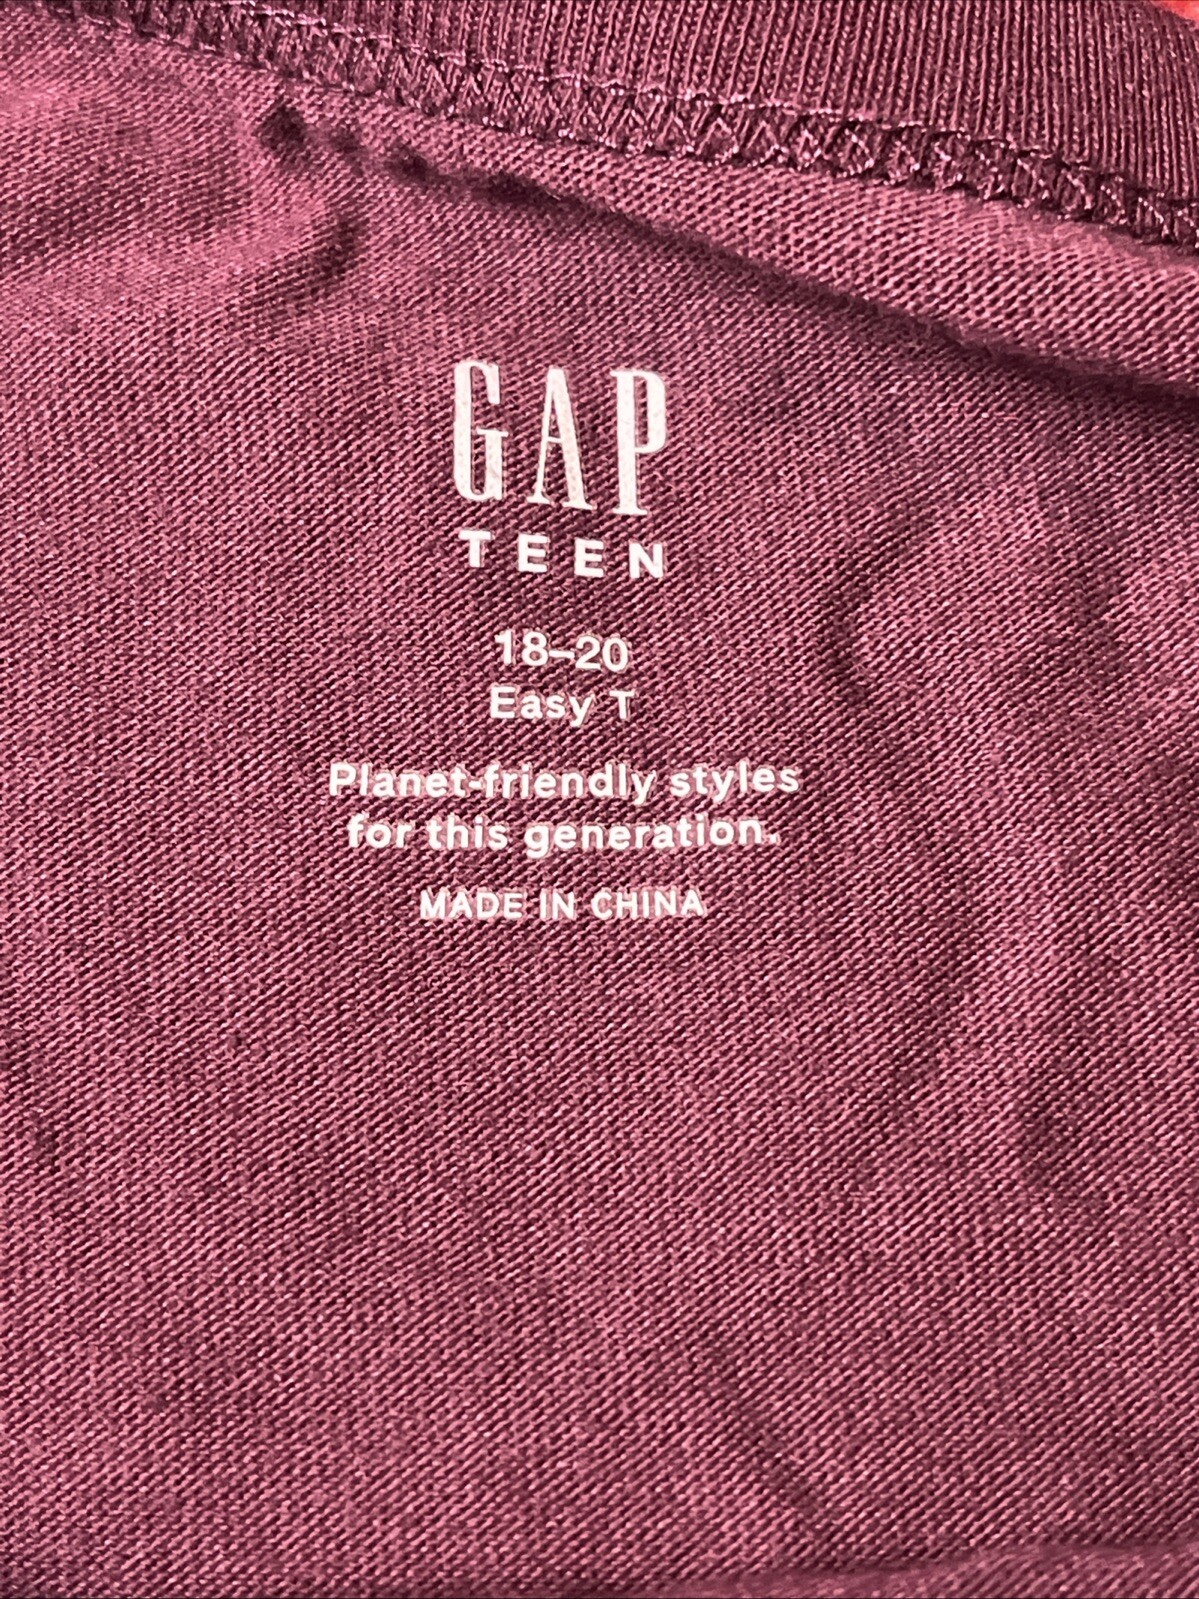 GAP
TEEN
18–20
Easy T
Planet-friendly styles
for this generation.
MADE IN CHINA